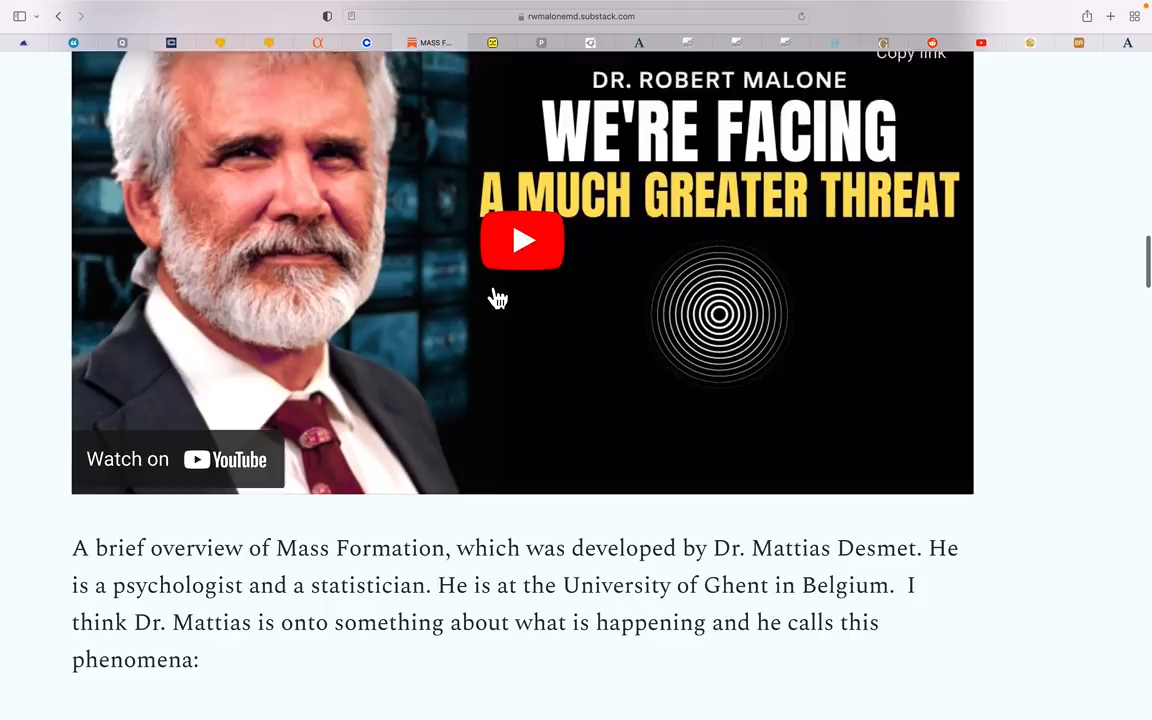 rwmalonemd.substack.com
MASS F...
Copy link
DR. ROBERT MALONE
WE'RE FACING
A MUCH GREATER THREAT
Watch on YouTube
A brief overview of Mass Formation, which was developed by Dr. Mattias Desmet. He
is a psychologist and a statistician. He is at the University of Ghent in Belgium.  I
think Dr. Mattias is onto something about what is happening and he calls this
phenomena: